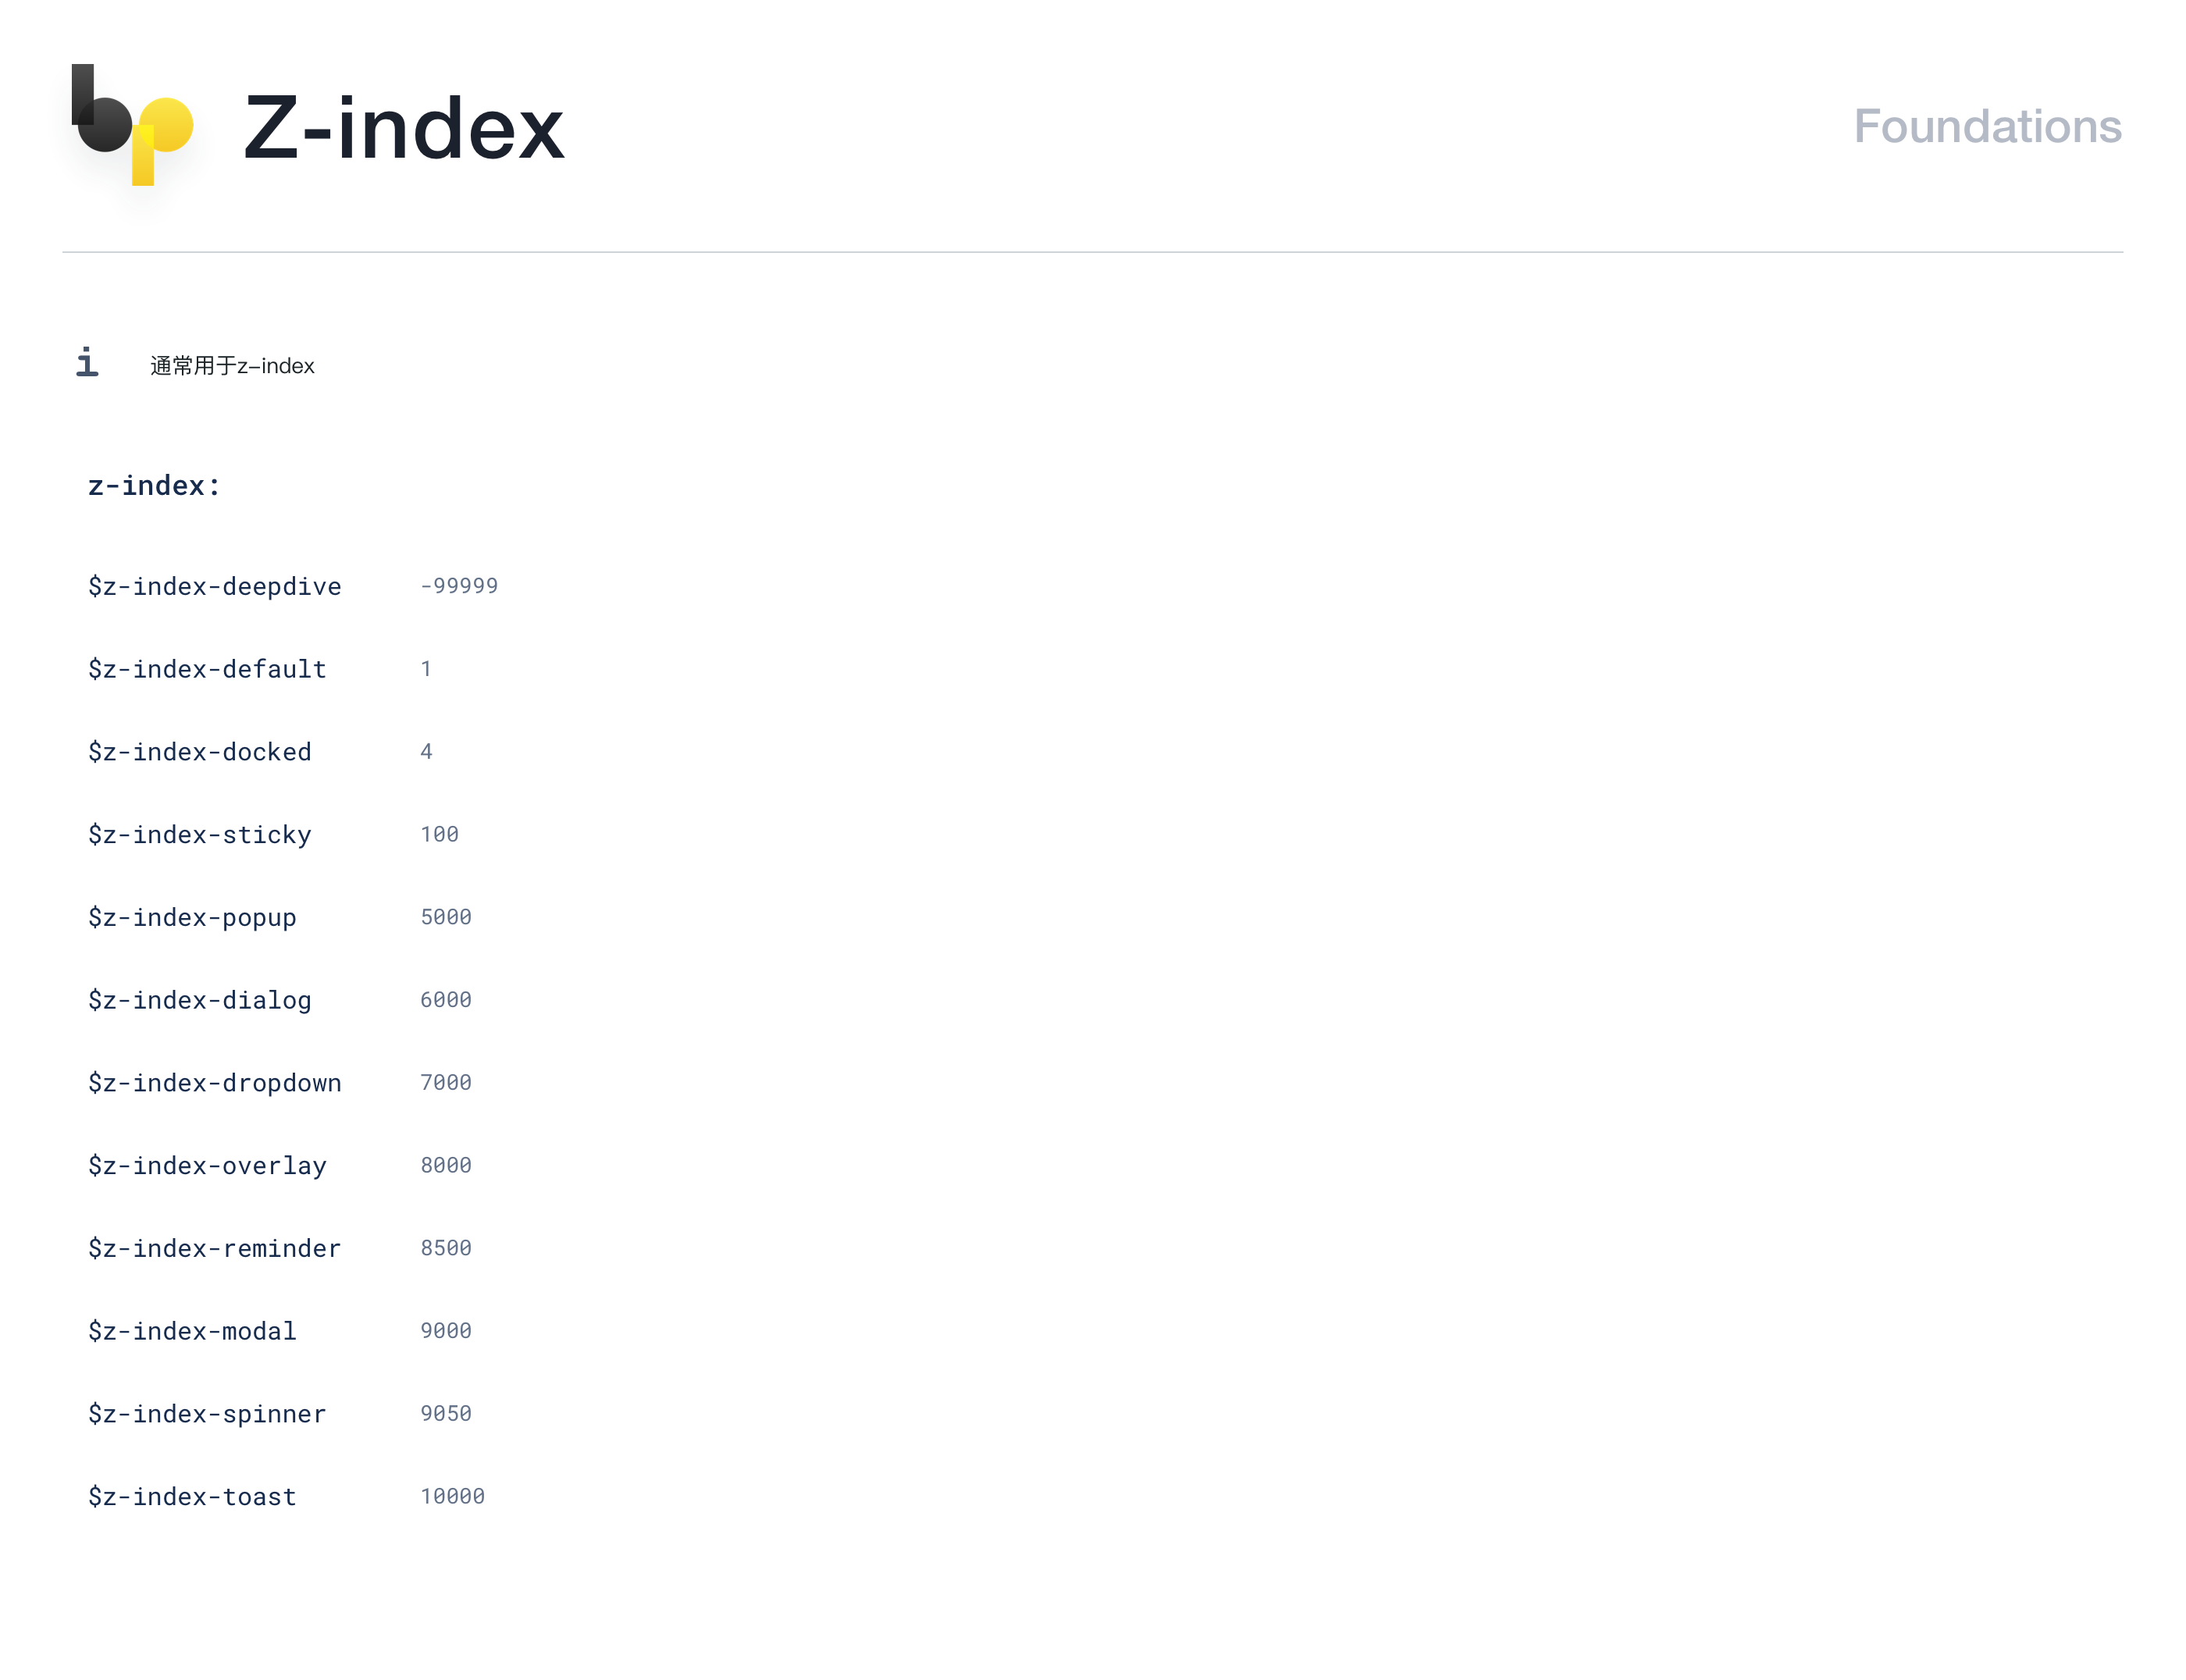 bp
Z-index
Foundations
i
通常用于z-index
z-index:
$z-index-deepdive -99999
$z-index-default 1
$z-index-docked 4
$z-index-sticky 100
$z-index-popup 5000
$z-index-dialog 6000
$z-index-dropdown 7000
$z-index-overlay 8000
$z-index-reminder 8500
$z-index-modal 9000
$z-index-spinner 9050
$z-index-toast 10000